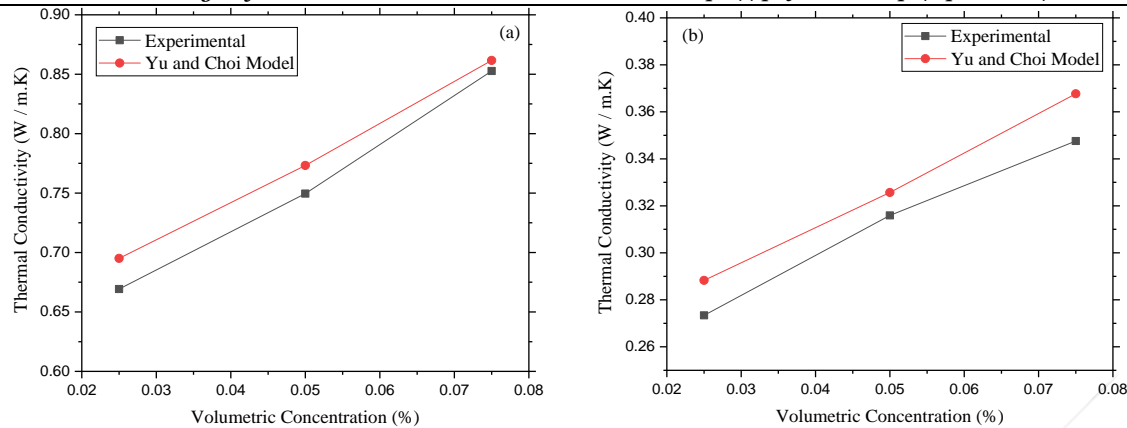 (a)
Experimental
Yu and Choi Model
0.90
0.85
0.80
0.75
0.70
0.65
0.60
0.02 0.03 0.04 0.05 0.06 0.07 0.08
Thermal Conductivity (W / m.K)
Volumetric Concentration (%)
(b)
Experimental
Yu and Choi Model
0.40
0.38
0.36
0.34
0.32
0.30
0.28
0.26
0.02 0.03 0.04 0.05 0.06 0.07 0.08
Thermal Conductivity (W / m.K)
Volumetric Concentration (%)